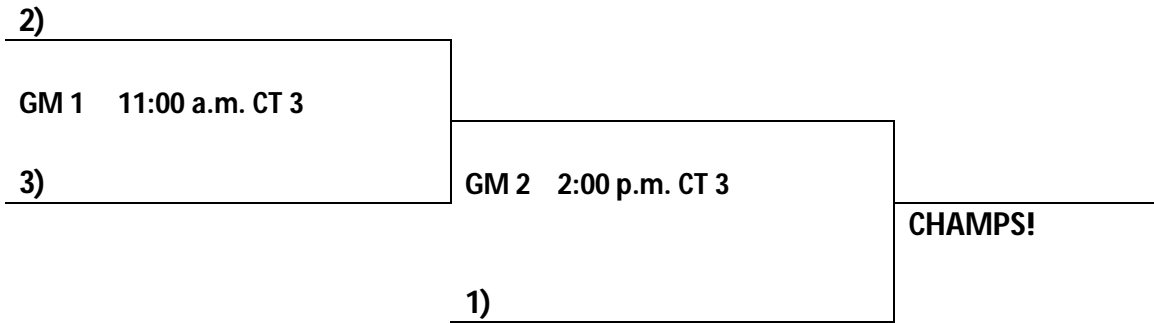 2)
GM 1 11:00 a.m. CT 3
3)
GM 2 2:00 p.m. CT 3
CHAMPS!
1)